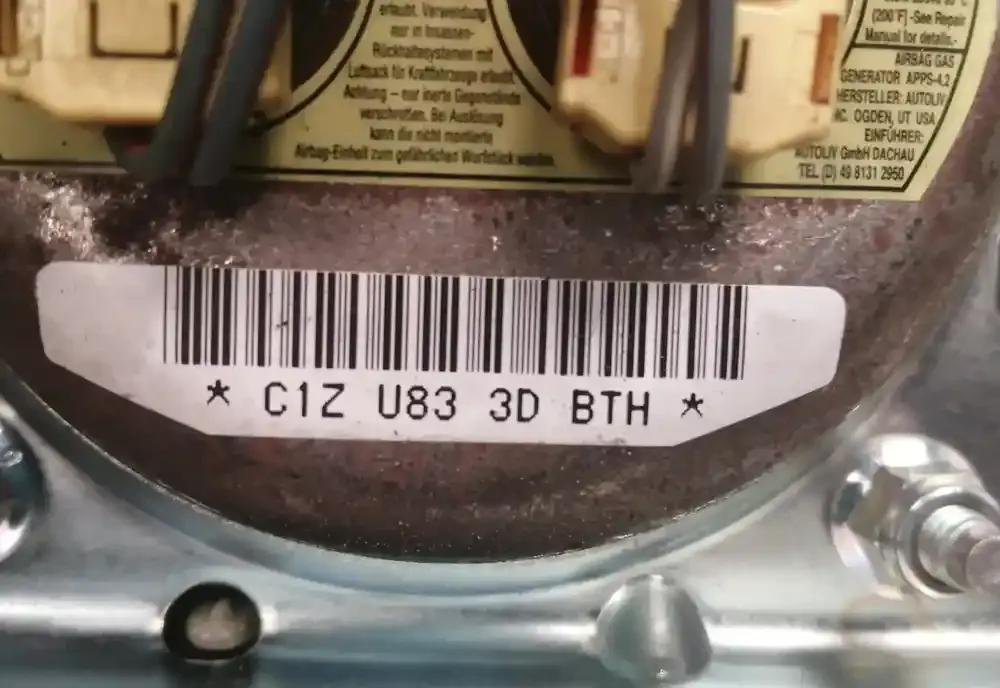 erlaubt. Verwendung
nur in Insassen-
Rückhaltesystemen mit
Luftsack für Kraftfahrzeuge erlaubt.
Achtung – nur inerte Gegenstände
verschrotten. Bei Auslösung
kann die nicht montierte
Airbag-Einheit zum gefährlichen Wurfstück werden.
(200°F] -See Repair
Manual for details.-
AIRBAG GAS
GENERATOR APPS-4.2
HERSTELLER: AUTOLIV
OGDEN, UT USA
EINFÜHRER:
AUTOLIV GmbH DACHAU
TEL (D) 49 8131 2950
* C1Z U83 3D BTH *